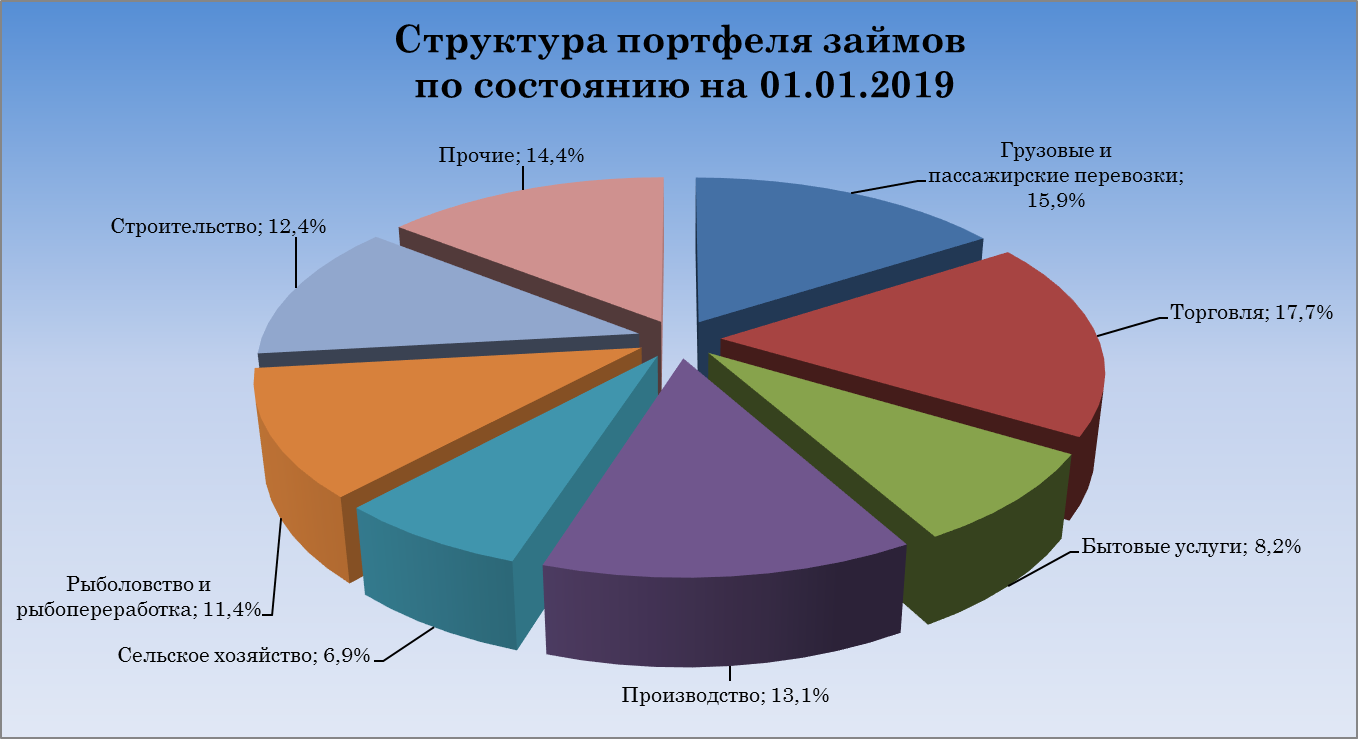 Структура портфеля займов
по состоянию на 01.01.2019
Прочие; 14,4%
Грузовые и
пассажирские перевозки;
15,9%
Строительство; 12,4%
Торговля; 17,7%
Бытовые услуги; 8,2%
Рыболовство и
рыбопереработка; 11,4%
Сельское хозяйство; 6,9%
Производство; 13,1%